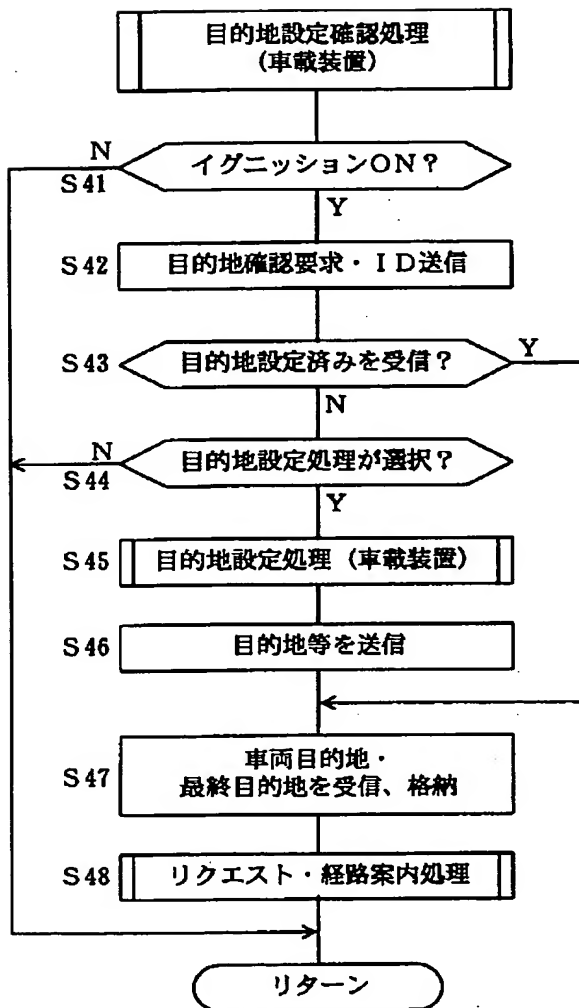 目的地設定確認処理
(車載装置)
N
イグニッションON?
S41
Y
S42
目的地確認要求・ID送信
S43
目的地設定済みを受信?
Y
N
N
目的地設定処理が選択?
S44
Y
S45
目的地設定処理(車載装置)
S46
目的地等を送信
車両目的地・
S47
最終目的地を受信、格納
S48
リクエスト・経路案内処理
リターン